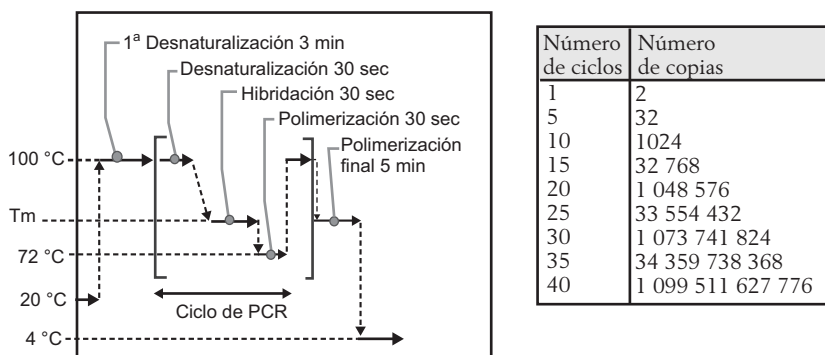 1ª Desnaturalización 3 min
Desnaturalización 30 sec
Hibridación 30 sec
Polimerización 30 sec
Polimerización
final 5 min
100 °C
Tm
72 °C
20 °C
4 °C
Ciclo de PCR
Número Número
de ciclos de copias
1 2
5 32
10 1024
15 32 768
20 1 048 576
25 33 554 432
30 1 073 741 824
35 34 359 738 368
40 1 099 511 627 776